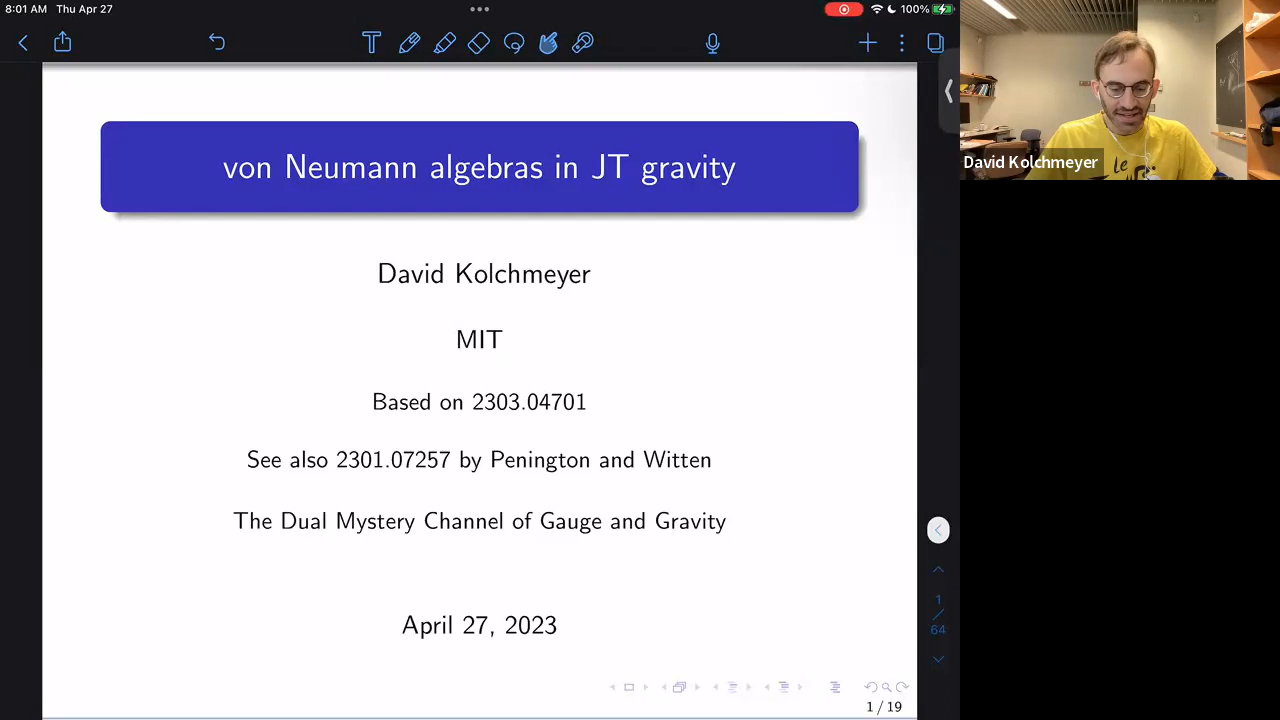 8:01 AM Thu Apr 27
100%
von Neumann algebras in JT gravity
David Kolchmeyer
MIT
Based on 2303.04701
See also 2301.07257 by Penington and Witten
The Dual Mystery Channel of Gauge and Gravity
April 27, 2023
1 / 19
1
64
David Kolchmeyer
le